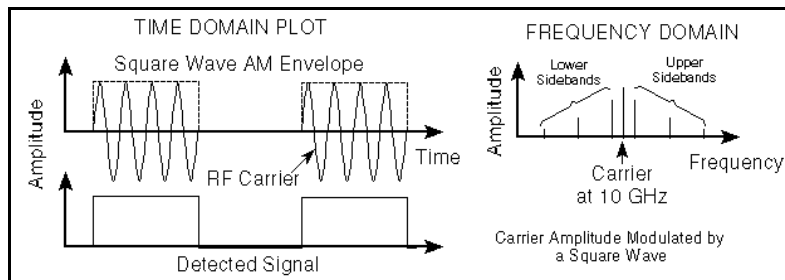 TIME DOMAIN PLOT
Square Wave AM Envelope
Amplitude
Time
RF Carrier
Amplitude
Detected Signal
FREQUENCY DOMAIN
Lower
Sidebands
Upper
Sidebands
Frequency
Carrier
at 10 GHz
Carrier Amplitude Modulated by
a Square Wave